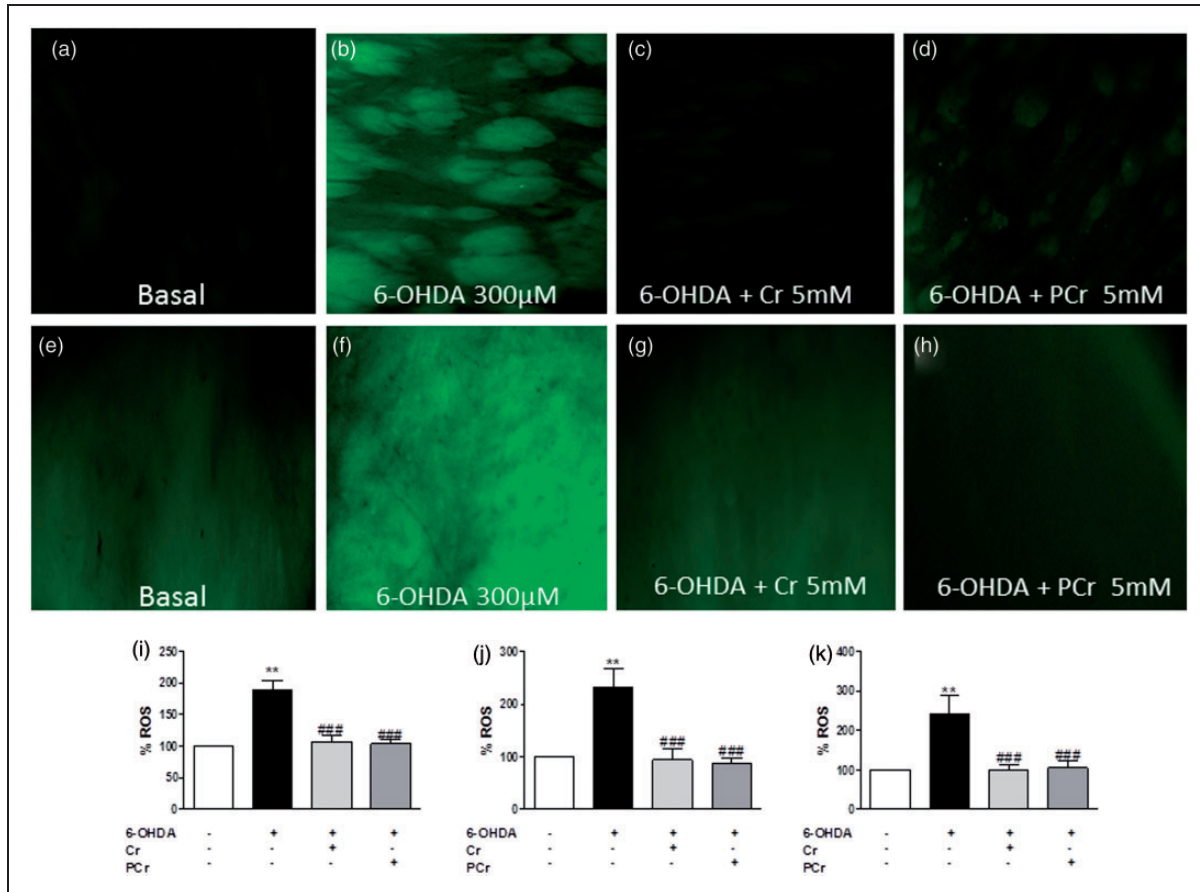 (a)
Basal
(b)
6-OHDA 300µM
(c)
6-OHDA + Cr 5mM
(d)
6-OHDA + PCr 5mM
(e)
Basal
(f)
6-OHDA 300µM
(g)
6-OHDA + Cr 5mM
(h)
6-OHDA + PCr 5mM
(i)
% ROS
250
200
150
100
50
0
**
###
###
6-OHDA - + + +
Cr - - + -
PCr - - - +
(j)
% ROS
300
200
100
0
**
###
###
6-OHDA - + + +
Cr - - + -
PCr - - - +
(k)
% ROS
400
300
200
100
0
**
###
###
6-OHDA - + + +
Cr - - + -
PCr - - - +